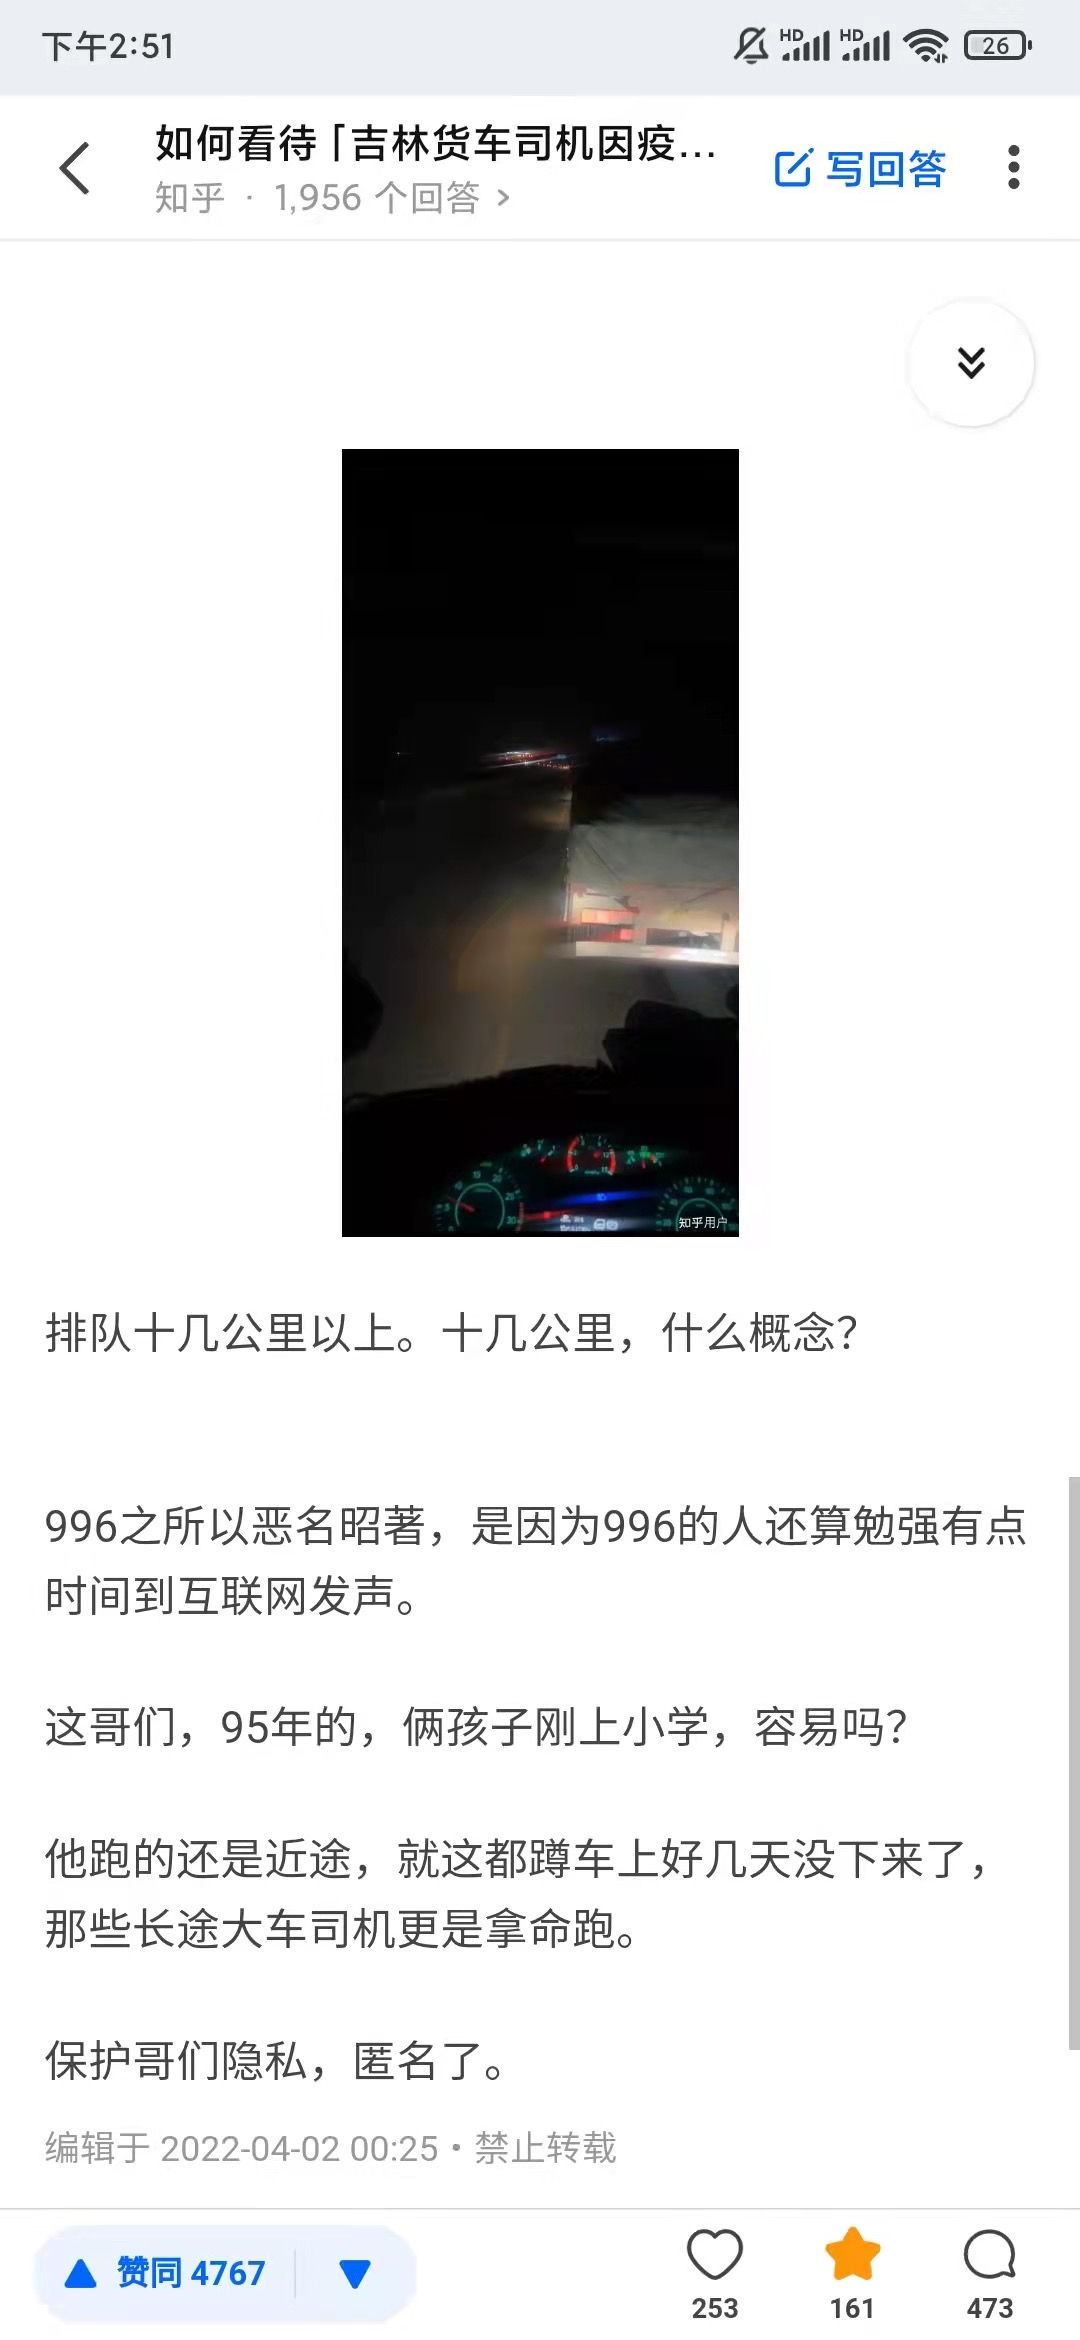 下午2:51
HD HD 26
如何看待「吉林货车司机因疫...
知乎 · 1,956 个回答 >
写回答
知乎用户
排队十几公里以上。十几公里，什么概念？
996之所以恶名昭著，是因为996的人还算勉强有点
时间到互联网发声。
这哥们，95年的，俩孩子刚上小学，容易吗？
他跑的还是近途，就这都蹲车上好几天没下来了，
那些长途大车司机更是拿命跑。
保护哥们隐私，匿名了。
编辑于 2022-04-02 00:25 · 禁止转载
赞同 4767
253 161 473